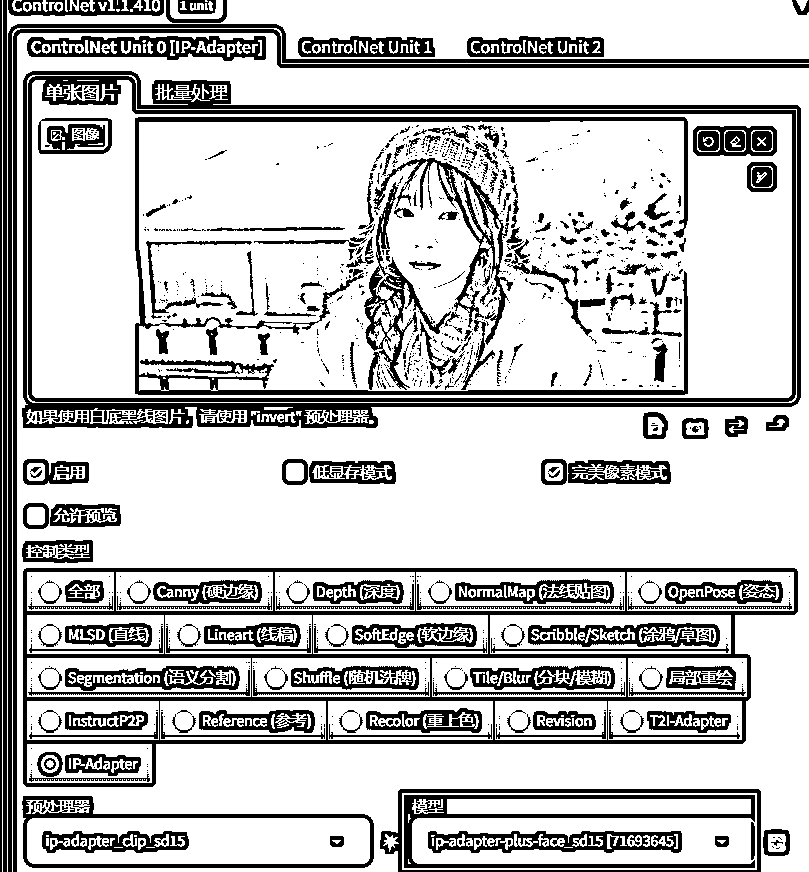 ControlNet v1.1.410 1 unit
ControlNet Unit 0 [IP-Adapter] ControlNet Unit 1 ControlNet Unit 2
单张图片 批量处理
图像
如果使用白底黑线图片，请使用 "invert" 预处理器。
启用 低显存模式 完美像素模式
允许预览
控制类型
全部 Canny (硬边缘) Depth (深度) NormalMap (法线贴图) OpenPose (姿态)
MLSD (直线) Lineart (线稿) SoftEdge (软边缘) Scribble/Sketch (涂鸦/草图)
Segmentation (语义分割) Shuffle (随机洗牌) Tile/Blur (分块/模糊) 局部重绘
InstructP2P Reference (参考) Recolor (重上色) Revision T2I-Adapter
IP-Adapter
预处理器 模型
ip-adapter_clip_sd15 ip-adapter-plus-face_sd15 [71693645]